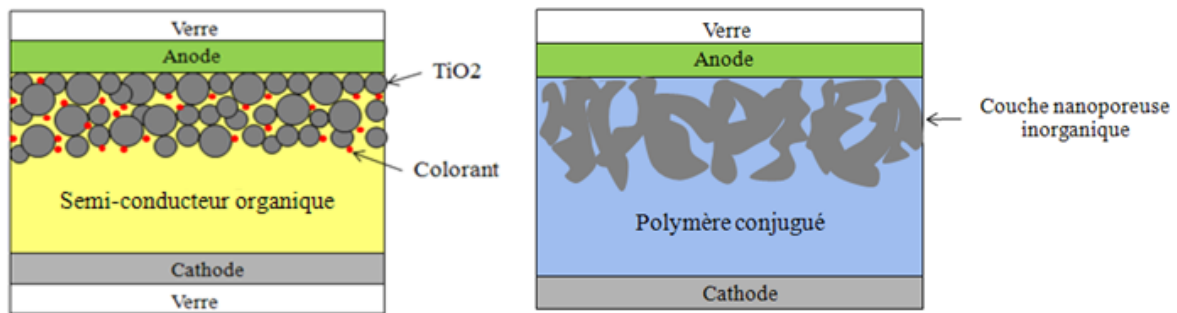 Verre
Anode
TiO2
Colorant
Semi-conducteur organique
Cathode
Verre
Verre
Anode
Couche nanoporeuse
inorganique
Polymère conjugué
Cathode